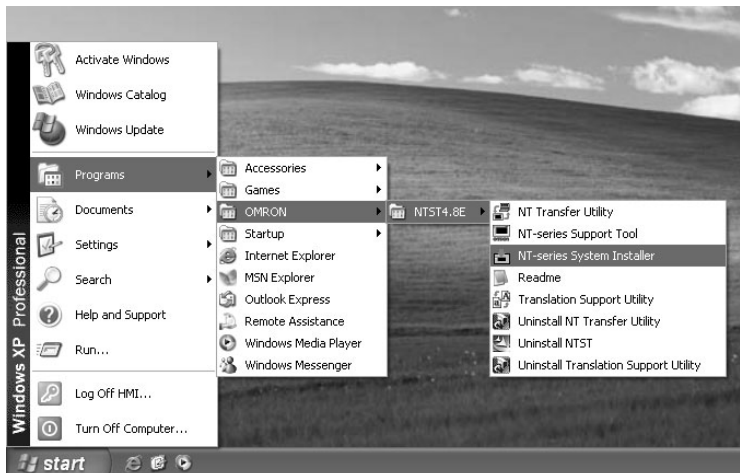 Activate Windows
Windows Catalog
Windows Update
Programs
Documents
Settings
Search
Help and Support
Run...
Log Off HMI...
Turn Off Computer...
Windows XP Professional
Accessories
Games
OMRON
Startup
Internet Explorer
MSN Explorer
Outlook Express
Remote Assistance
Windows Media Player
Windows Messenger
NTST4.8E
NT Transfer Utility
NT-series Support Tool
NT-series System Installer
Readme
Translation Support Utility
Uninstall NT Transfer Utility
Uninstall NTST
Uninstall Translation Support Utility
start